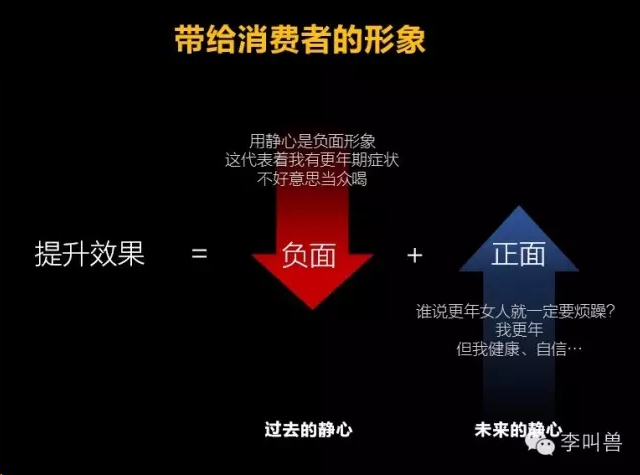 带给消费者的形象
用静心是负面形象
这代表着我有更年期症状
不好意思当众喝
提升效果 = 负面 + 正面
谁说更年女人就一定要烦躁?
我更年
但我健康、自信…
过去的静心 未来的静心
李叫兽